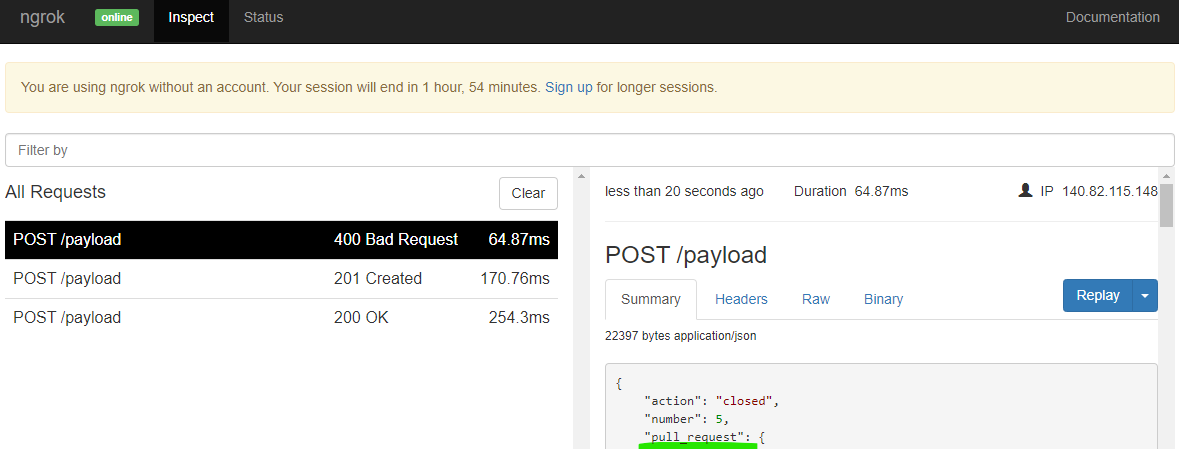 ngrok online Inspect Status Documentation
You are using ngrok without an account. Your session will end in 1 hour, 54 minutes. Sign up for longer sessions.
Filter by
All Requests Clear
POST /payload 400 Bad Request 64.87ms
POST /payload 201 Created 170.76ms
POST /payload 200 OK 254.3ms
less than 20 seconds ago Duration 64.87ms IP 140.82.115.148
POST /payload
Summary Headers Raw Binary Replay
22397 bytes application/json
{
"action": "closed",
"number": 5,
"pull_request": {